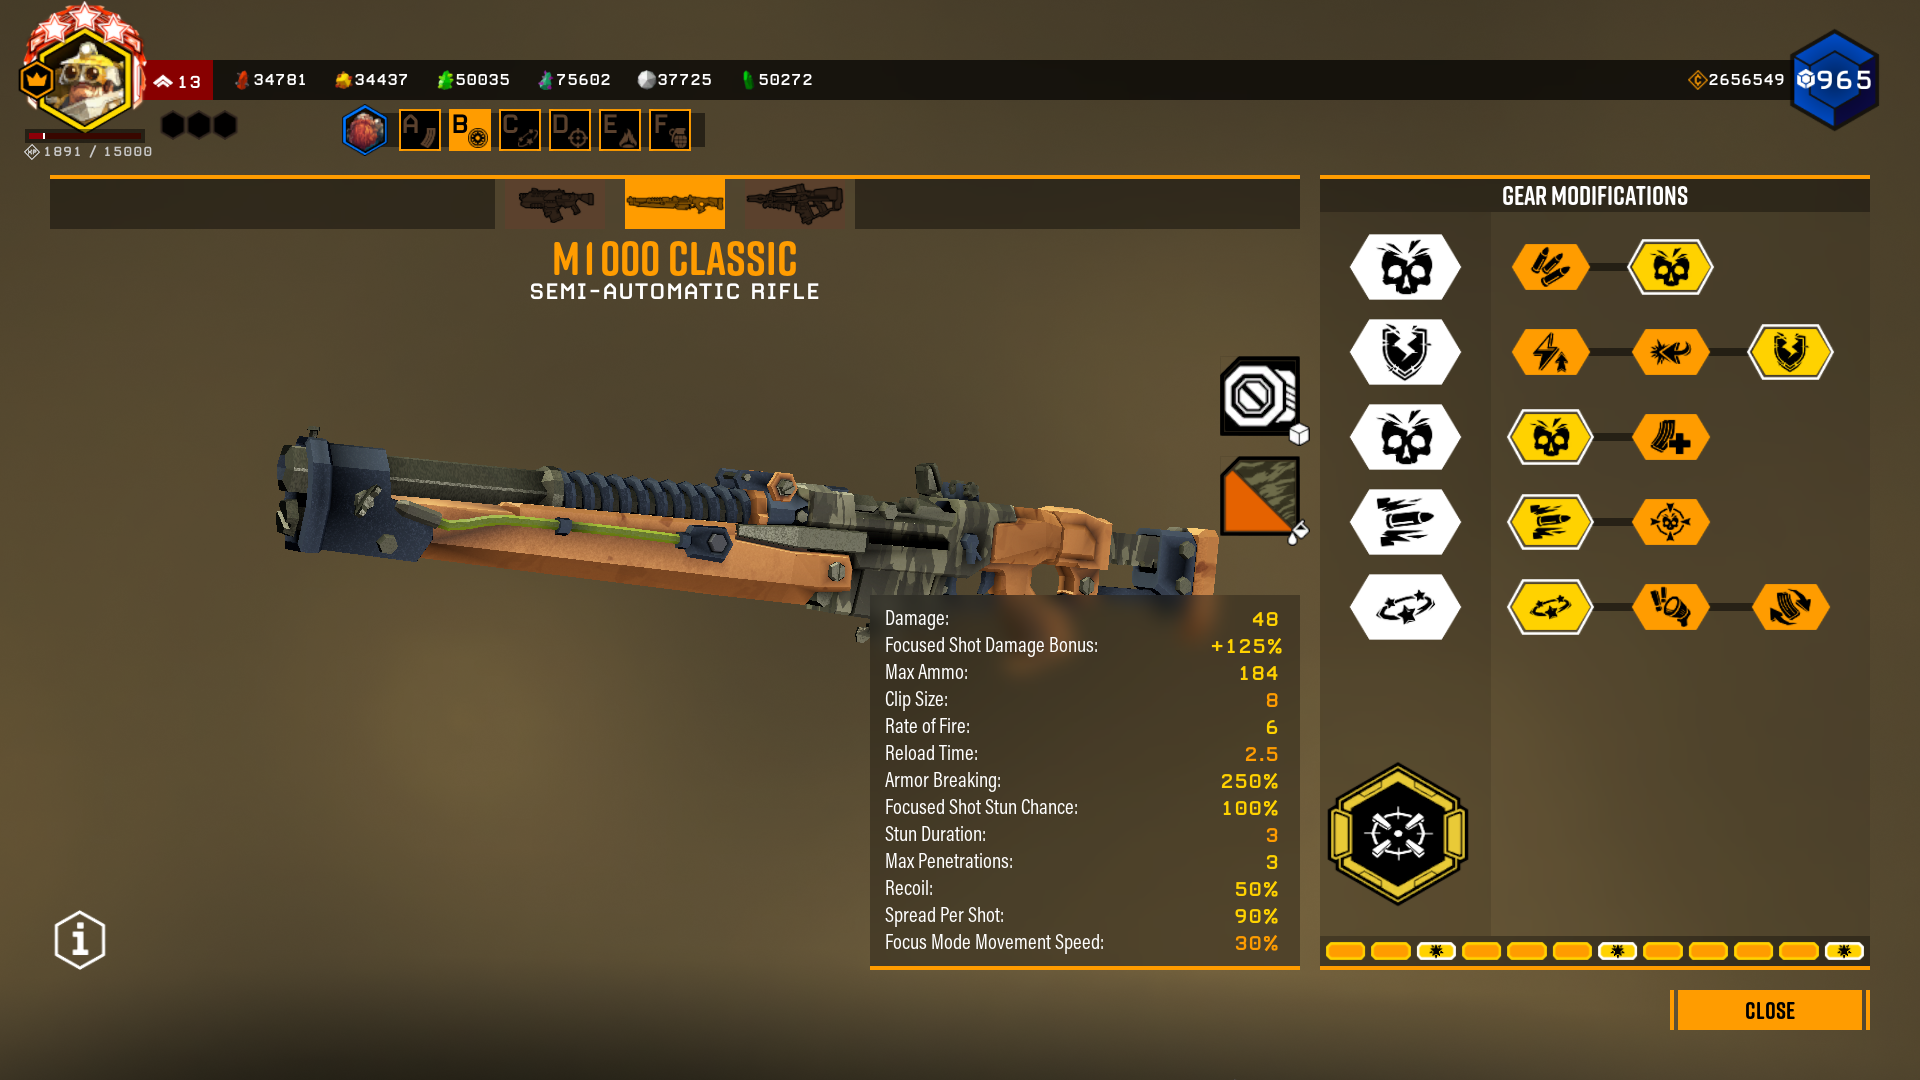 13 34781 34437 50035 75602 37725 50272 2656549 965
1891 / 15000
A B C D E F
GEAR MODIFICATIONS
M1000 CLASSIC
SEMI-AUTOMATIC RIFLE
Damage: 48
Focused Shot Damage Bonus: +125%
Max Ammo: 184
Clip Size: 8
Rate of Fire: 6
Reload Time: 2.5
Armor Breaking: 250%
Focused Shot Stun Chance: 100%
Stun Duration: 3
Max Penetrations: 3
Recoil: 50%
Spread Per Shot: 90%
Focus Mode Movement Speed: 30%
CLOSE